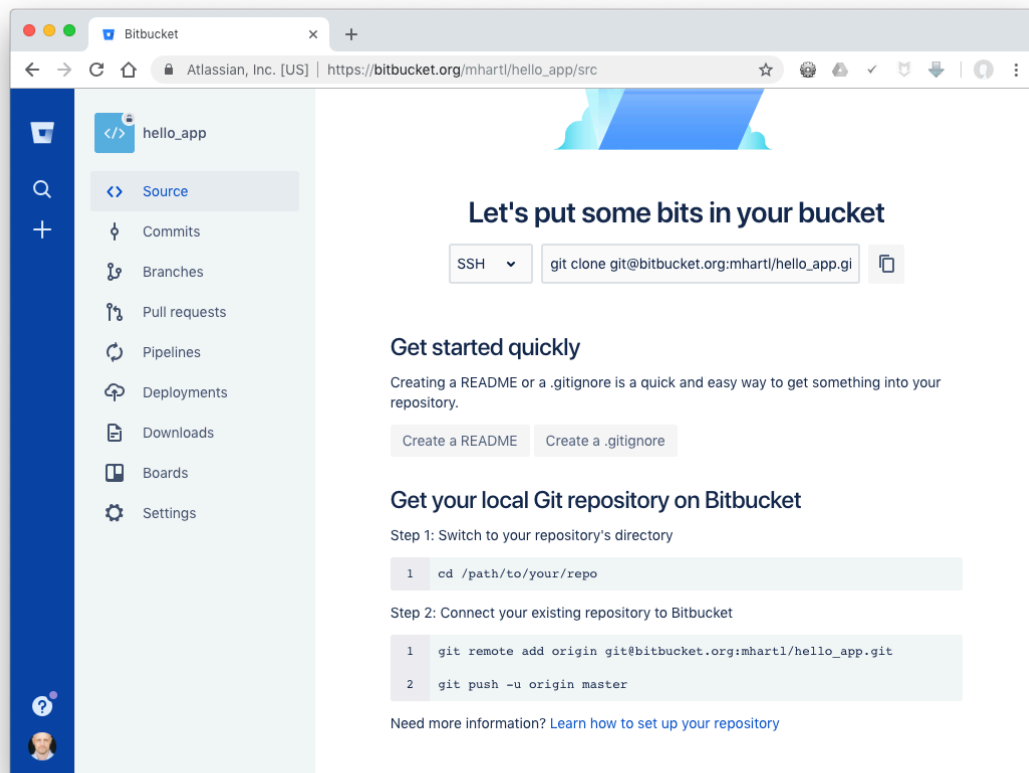 Bitbucket
Atlassian, Inc. [US] | https://bitbucket.org/mhartl/hello_app/src
</> hello_app
Source
Commits
Branches
Pull requests
Pipelines
Deployments
Downloads
Boards
Settings
Let's put some bits in your bucket
SSH git clone git@bitbucket.org:mhartl/hello_app.gi
Get started quickly
Creating a README or a .gitignore is a quick and easy way to get something into your
repository.
Create a README Create a .gitignore
Get your local Git repository on Bitbucket
Step 1: Switch to your repository's directory
1 cd /path/to/your/repo
Step 2: Connect your existing repository to Bitbucket
1 git remote add origin git@bitbucket.org:mhartl/hello_app.git
2 git push -u origin master
Need more information? Learn how to set up your repository